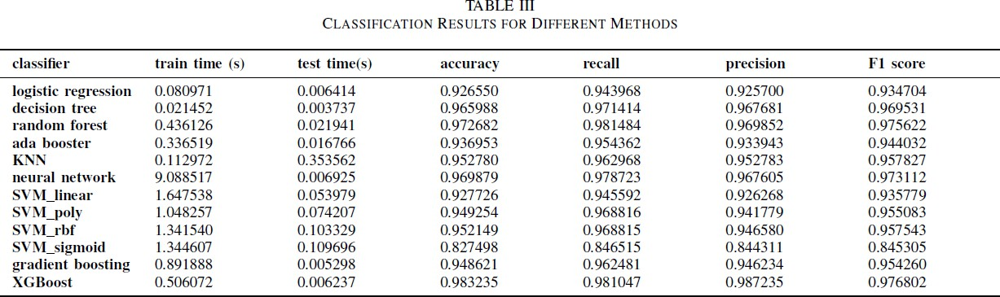 TABLE III
CLASSIFICATION RESULTS FOR DIFFERENT METHODS
classifier train time (s) test time(s) accuracy recall precision F1 score
logistic regression 0.080971 0.006414 0.926550 0.943968 0.925700 0.934704
decision tree 0.021452 0.003737 0.965988 0.971414 0.967681 0.969531
random forest 0.436126 0.021941 0.972682 0.981484 0.969852 0.975622
ada booster 0.336519 0.016766 0.936953 0.954362 0.933943 0.944032
KNN 0.112972 0.353562 0.952780 0.962968 0.952783 0.957827
neural network 9.088517 0.006925 0.969879 0.978723 0.967605 0.973112
SVM_linear 1.647538 0.053979 0.927726 0.945592 0.926268 0.935779
SVM_poly 1.048257 0.074207 0.949254 0.968816 0.941779 0.955083
SVM_rbf 1.341540 0.103329 0.952149 0.968815 0.946580 0.957543
SVM_sigmoid 1.344607 0.109696 0.827498 0.846515 0.844311 0.845305
gradient boosting 0.891888 0.005298 0.948621 0.962481 0.946234 0.954260
XGBoost 0.506072 0.006237 0.983235 0.981047 0.987235 0.976802